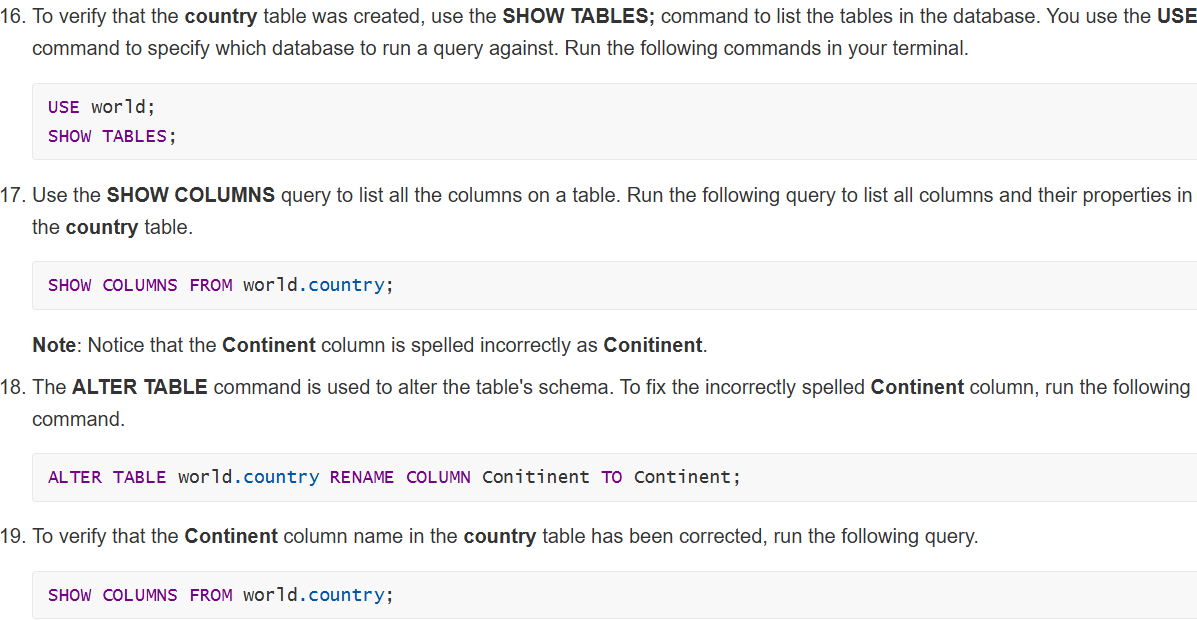 16. To verify that the country table was created, use the SHOW TABLES; command to list the tables in the database. You use the USE
command to specify which database to run a query against. Run the following commands in your terminal.
USE world;
SHOW TABLES;
17. Use the SHOW COLUMNS query to list all the columns on a table. Run the following query to list all columns and their properties in
the country table.
SHOW COLUMNS FROM world.country;
Note: Notice that the Continent column is spelled incorrectly as Conitinent.
18. The ALTER TABLE command is used to alter the table's schema. To fix the incorrectly spelled Continent column, run the following
command.
ALTER TABLE world.country RENAME COLUMN Conitinent TO Continent;
19. To verify that the Continent column name in the country table has been corrected, run the following query.
SHOW COLUMNS FROM world.country;